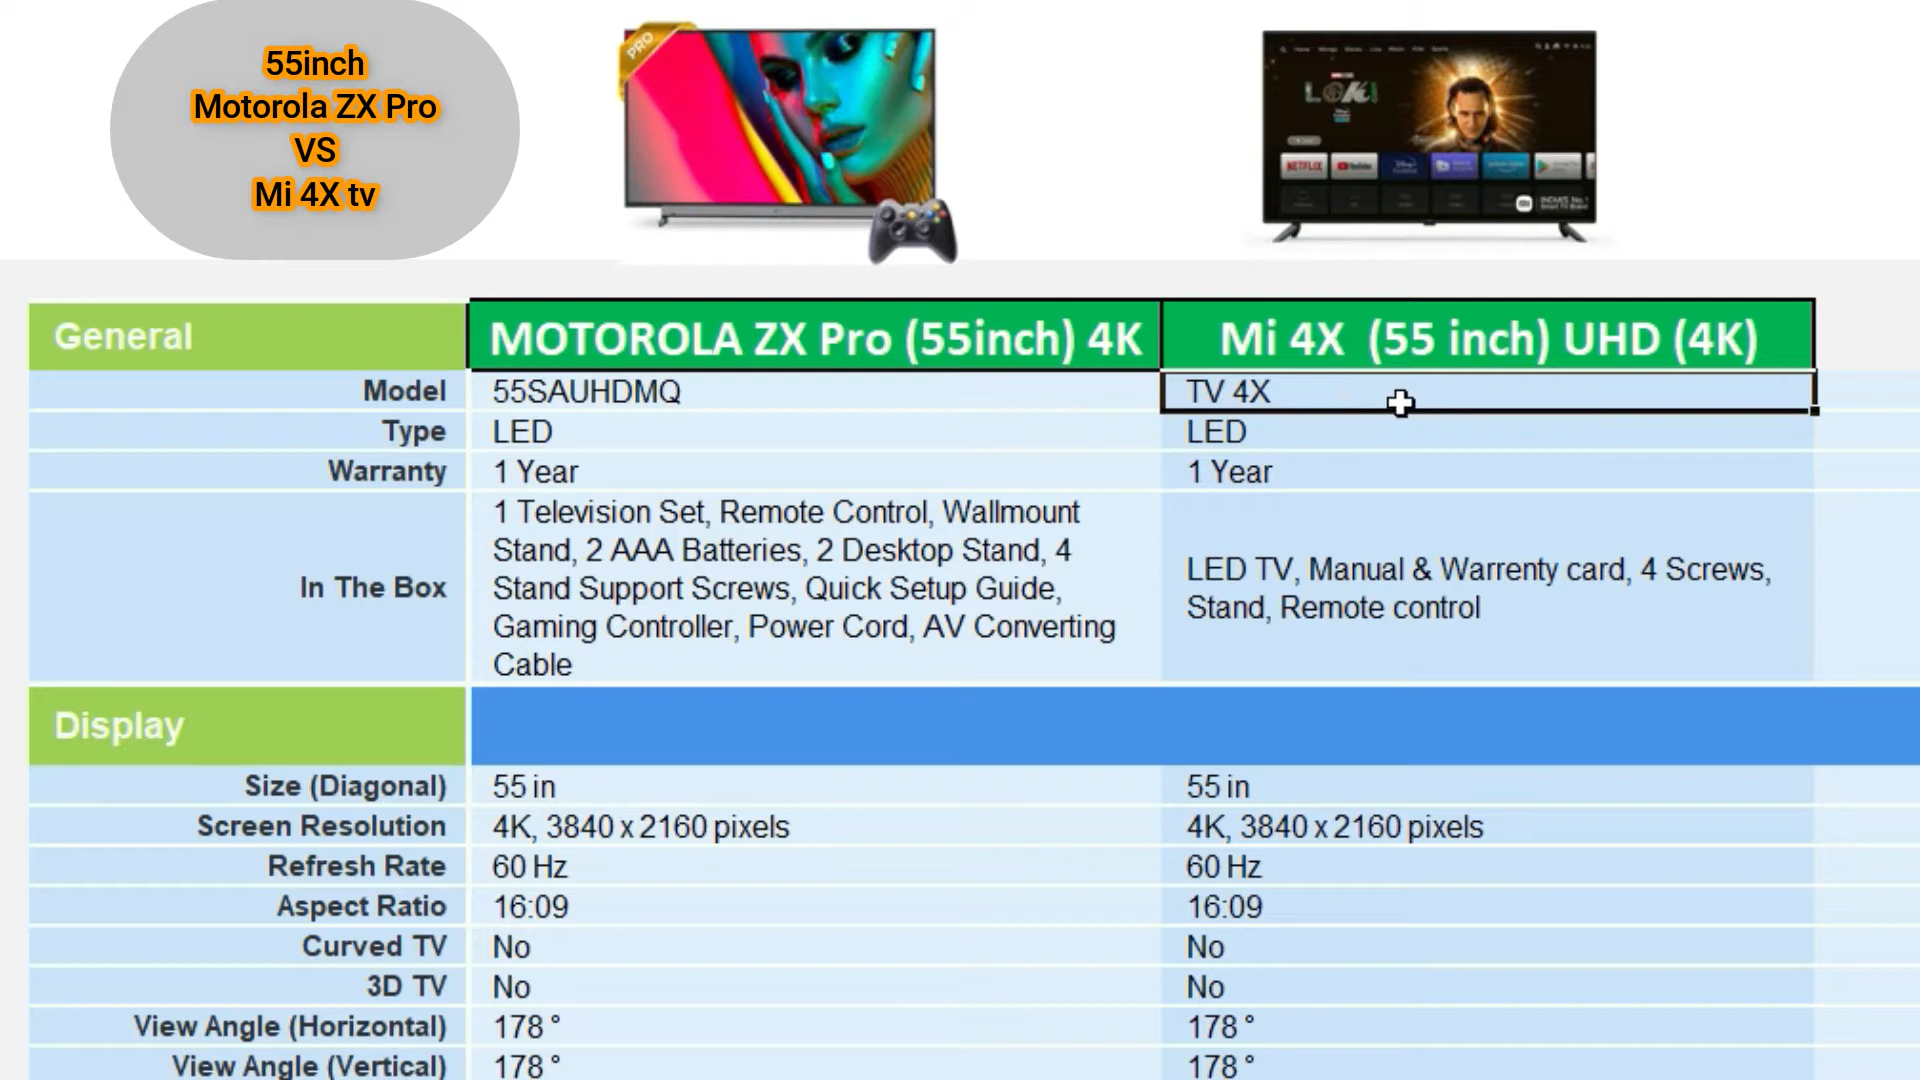 55inch
Motorola ZX Pro
VS
Mi 4X tv
PRO
LOKI
NETFLIX
YouTube
General
MOTOROLA ZX Pro (55inch) 4K
Mi 4X (55 inch) UHD (4K)
Model
55SAUHDMQ
TV 4X
Type
LED
LED
Warranty
1 Year
1 Year
In The Box
1 Television Set, Remote Control, Wallmount
Stand, 2 AAA Batteries, 2 Desktop Stand, 4
Stand Support Screws, Quick Setup Guide,
Gaming Controller, Power Cord, AV Converting
Cable
LED TV, Manual & Warrenty card, 4 Screws,
Stand, Remote control
Display
Size (Diagonal)
55 in
55 in
Screen Resolution
4K, 3840 x 2160 pixels
4K, 3840 x 2160 pixels
Refresh Rate
60 Hz
60 Hz
Aspect Ratio
16:09
16:09
Curved TV
No
No
3D TV
No
No
View Angle (Horizontal)
178 °
178 °
View Angle (Vertical)
178 °
178 °